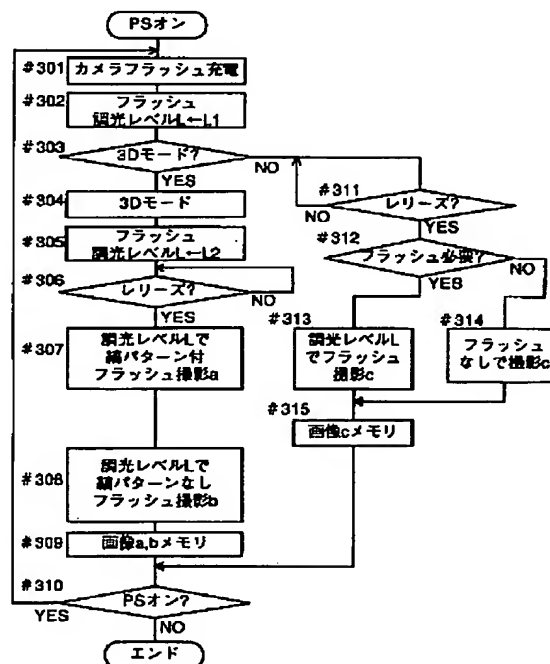 PSオン
#301
カメラフラッシュ充電
#302
フラッシュ
調光レベルL←L1
#303
3Dモード?
NO
YES
#304
3Dモード
#305
フラッシュ
調光レベルL←L2
#306
レリーズ?
NO
YES
#307
調光レベルLで
縞パターン付
フラッシュ撮影a
#308
調光レベルLで
縞パターンなし
フラッシュ撮影b
#309
画像a,bメモリ
#310
PSオン?
YES
NO
エンド
#311
レリーズ?
NO
YES
#312
フラッシュ必要?
NO
YES
#313
調光レベルL
でフラッシュ
撮影c
#314
フラッシュ
なしで撮影c
#315
画像cメモリ